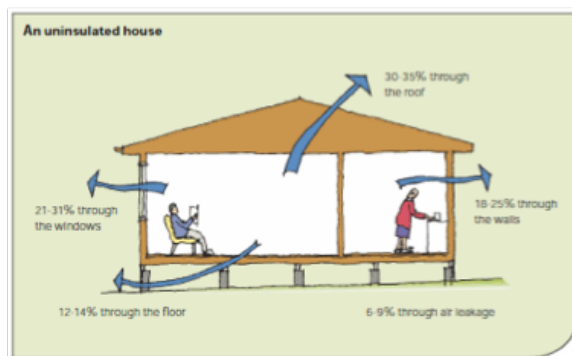 An uninsulated house
30-35% through
the roof
21-31% through
the windows
18-25% through
the walls
12-14% through the floor
6-9% through air leakage